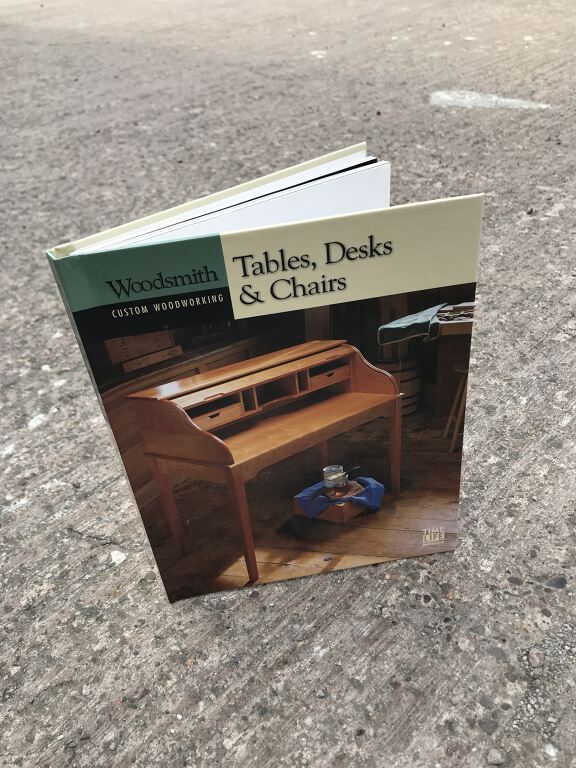 Woodsmith
CUSTOM WOODWORKING
Tables, Desks
& Chairs
TIME
LIFE